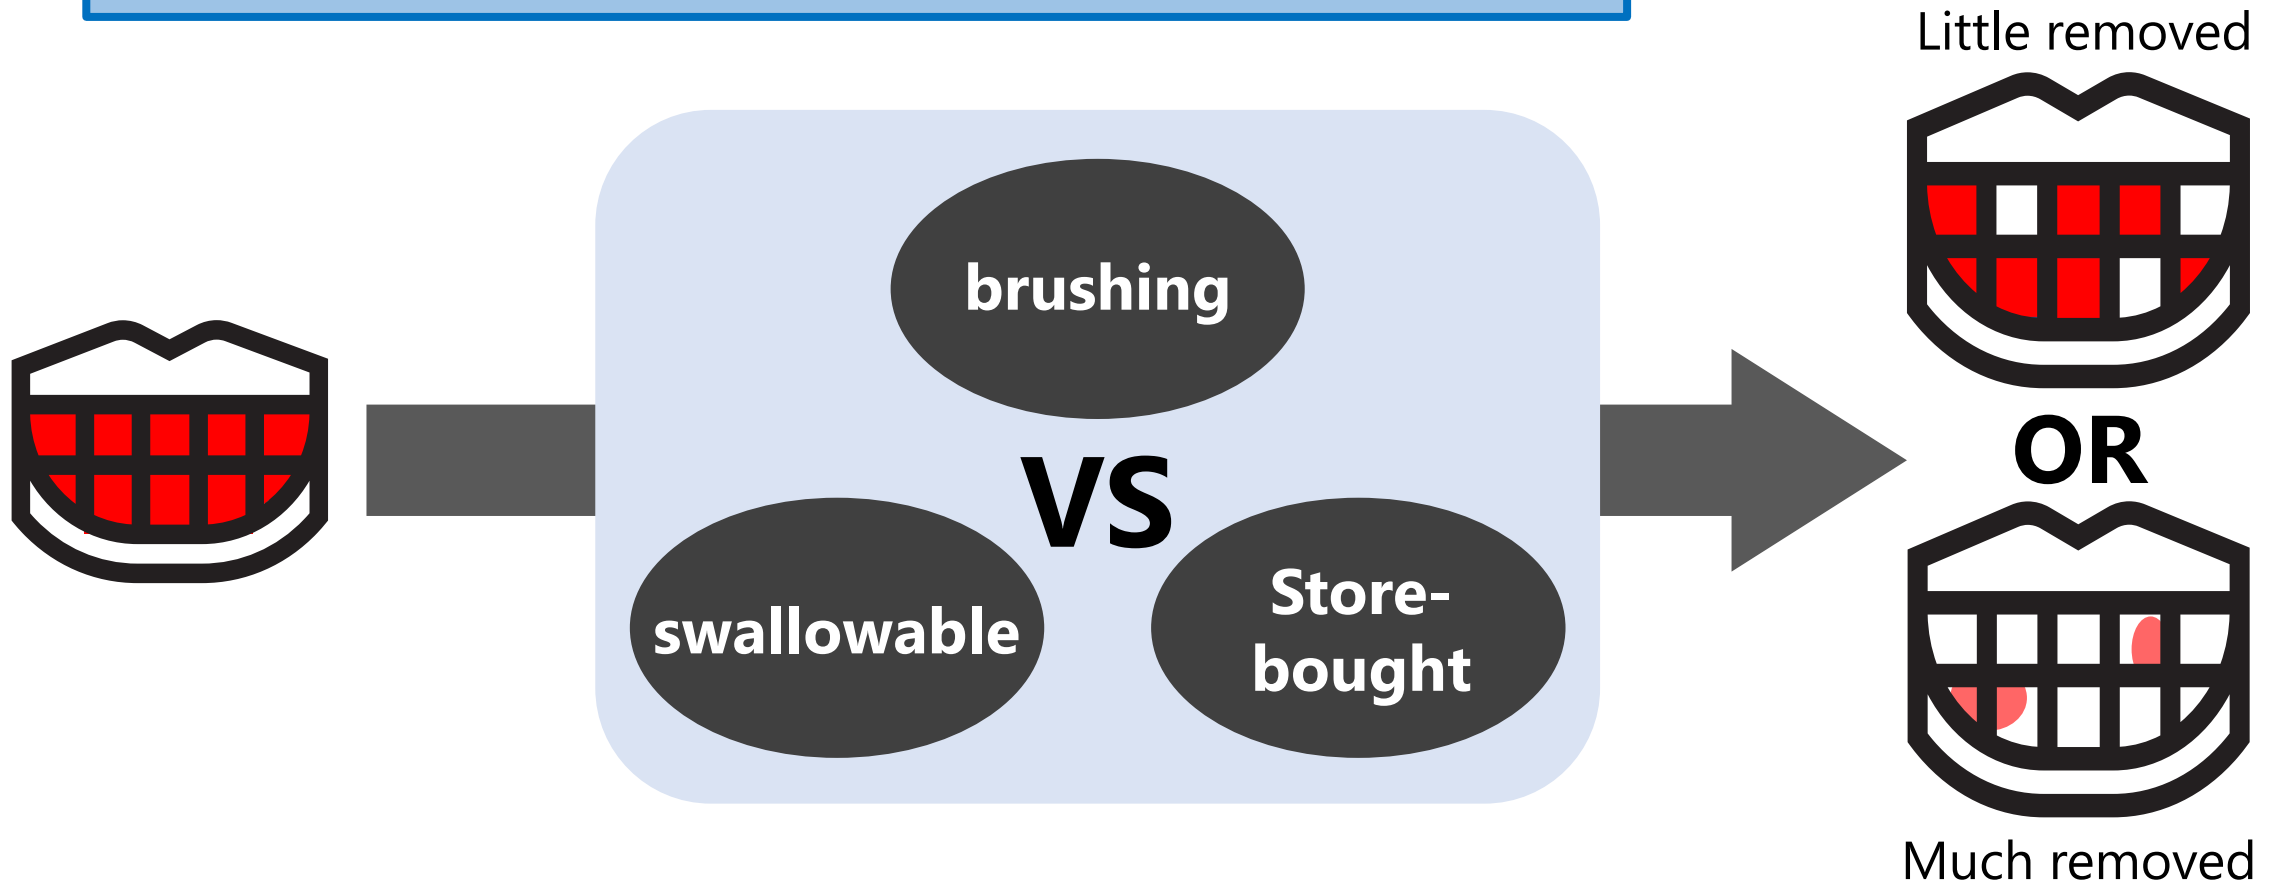 Little removed
brushing
VS
OR
swallowable
Store-
bought
Much removed